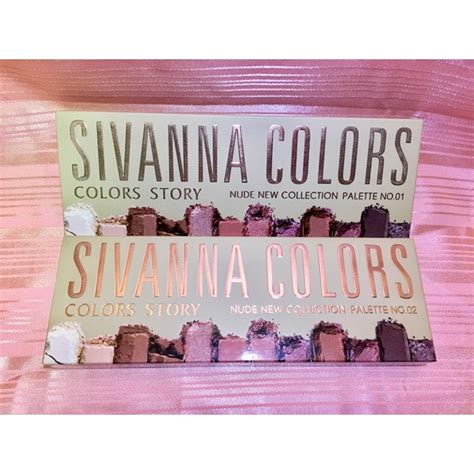 SIVANNA COLORS
COLORS STORY NUDE NEW COLLECTION PALETTE NO.01
SIVANNA COLORS
COLORS STORY NUDE NEW COLLECTION PALETTE NO.02